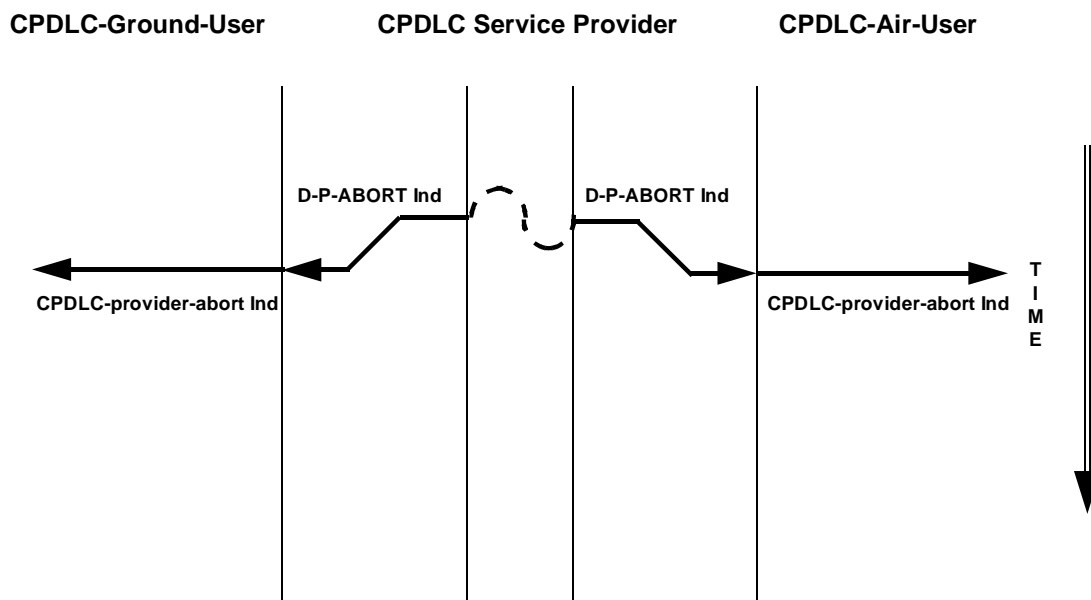 CPDLC-Ground-User
CPDLC Service Provider
CPDLC-Air-User
D-P-ABORT Ind
D-P-ABORT Ind
CPDLC-provider-abort Ind
CPDLC-provider-abort Ind
T
I
M
E